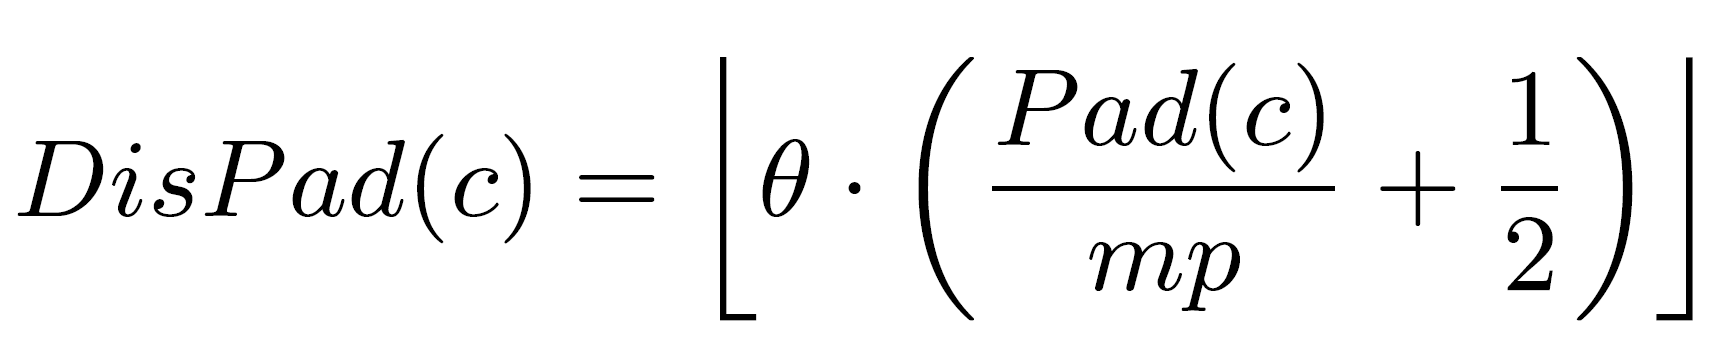 DisPad(c) = ⌊θ · (Pad(c)/mp + 1/2)⌋